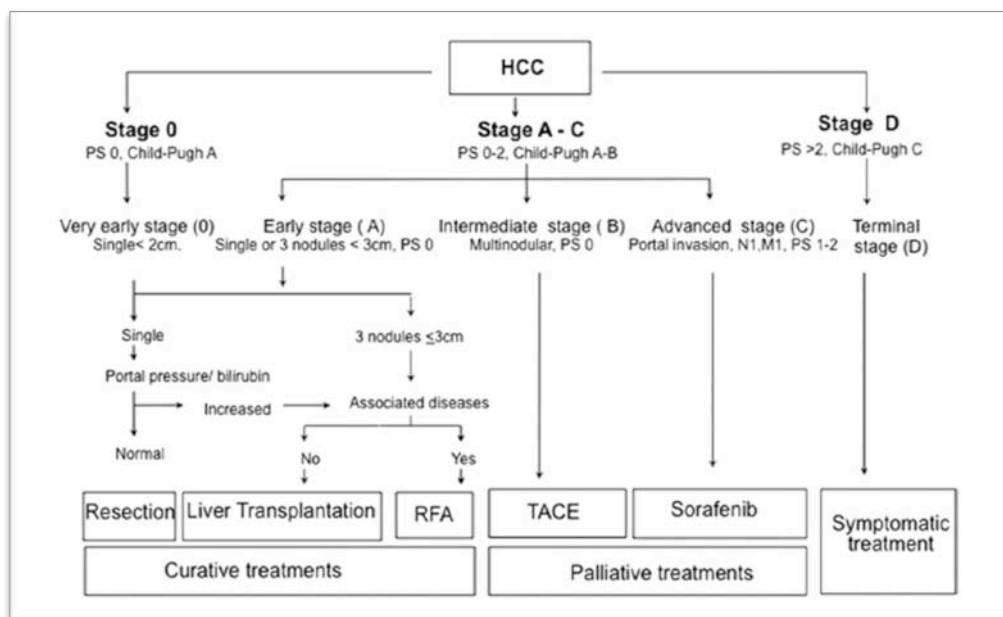 HCC
Stage 0
PS 0, Child-Pugh A
Stage A - C
PS 0-2, Child-Pugh A-B
Stage D
PS >2, Child-Pugh C
Very early stage (0)
Single< 2cm.
Early stage ( A)
Single or 3 nodules < 3cm, PS 0
Intermediate stage ( B)
Multinodular, PS 0
Advanced stage (C)
Portal invasion, N1,M1, PS 1-2
Terminal
stage (D)
Single
3 nodules ≤3cm
Portal pressure/ bilirubin
Increased
Associated diseases
Normal
No
Yes
Resection
Liver Transplantation
RFA
TACE
Sorafenib
Symptomatic
treatment
Curative treatments
Palliative treatments